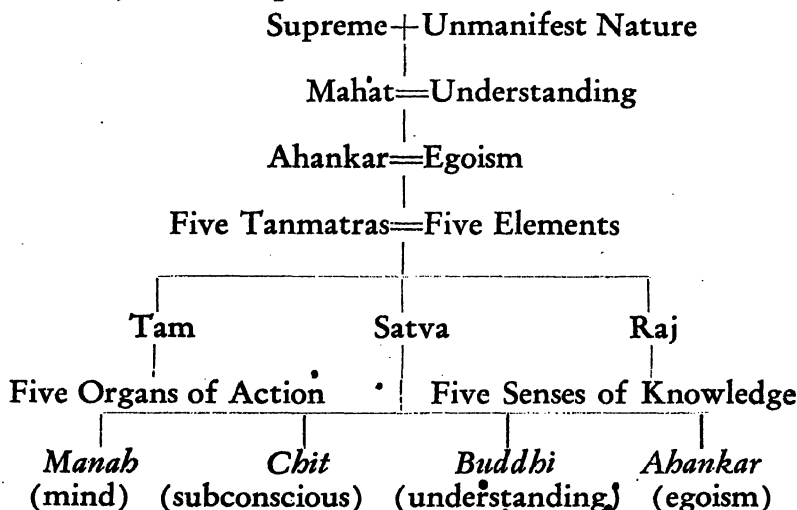 Supreme+Unmanifest Nature
Mahat=Understanding
Ahankar=Egoism
Five Tanmatras=Five Elements
Tam Satva Raj
Five Organs of Action Five Senses of Knowledge
Manah Chit Buddhi Ahankar
(mind) (subconscious) (understanding) (egoism)